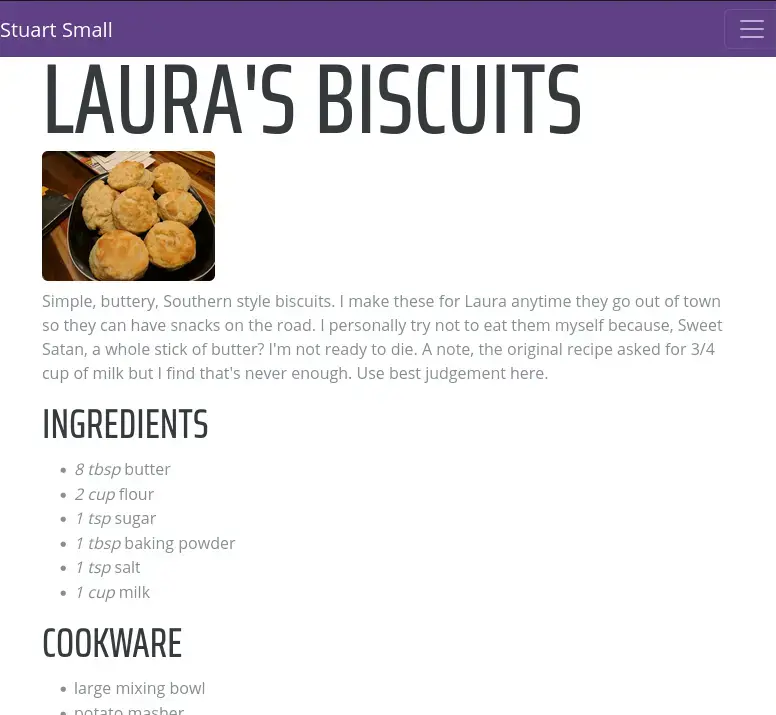 Stuart Small
LAURA'S BISCUITS
Simple, buttery, Southern style biscuits. I make these for Laura anytime they go out of town
so they can have snacks on the road. I personally try not to eat them myself because, Sweet
Satan, a whole stick of butter? I'm not ready to die. A note, the original recipe asked for 3/4
cup of milk but I find that's never enough. Use best judgement here.
INGREDIENTS
• 8 tbsp butter
• 2 cup flour
• 1 tsp sugar
• 1 tbsp baking powder
• 1 tsp salt
• 1 cup milk
COOKWARE
• large mixing bowl
• potato masher